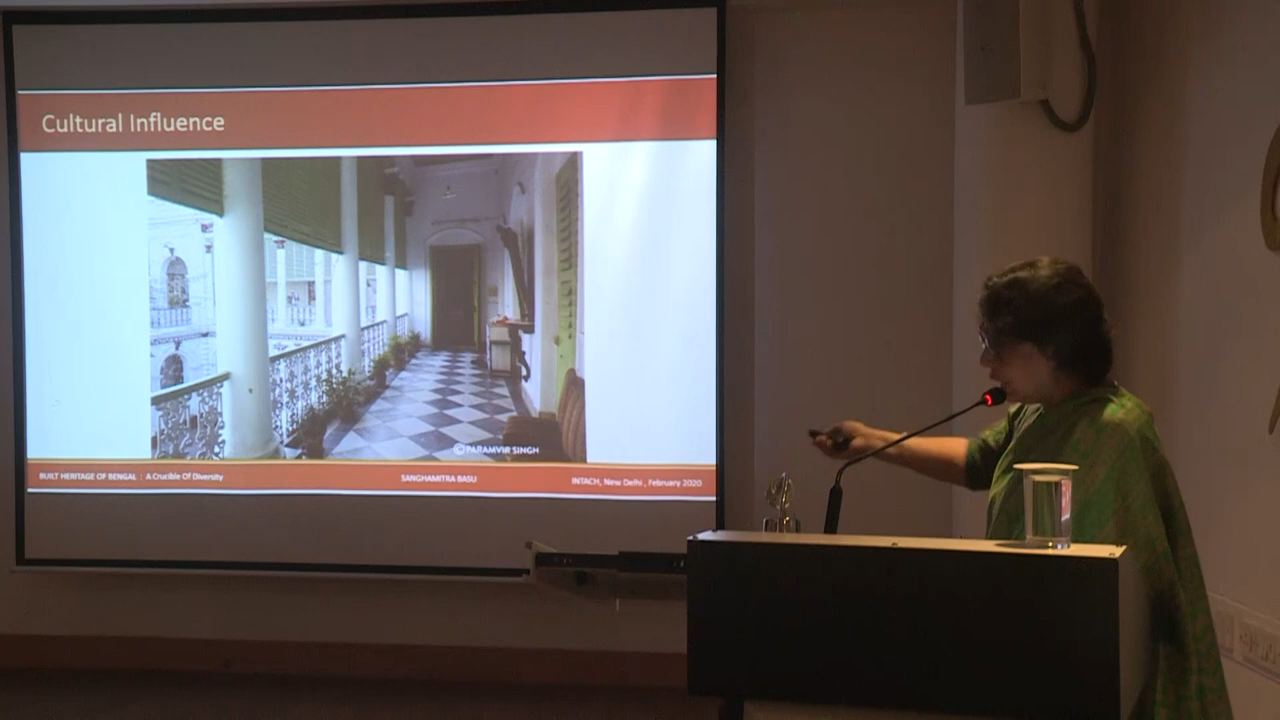 Cultural Influence
© PARAMVIR SINGH
BUILT HERITAGE OF BENGAL : A Crucible Of Diversity
SANGHAMITRA BASU
INTACH, New Delhi , February 2020